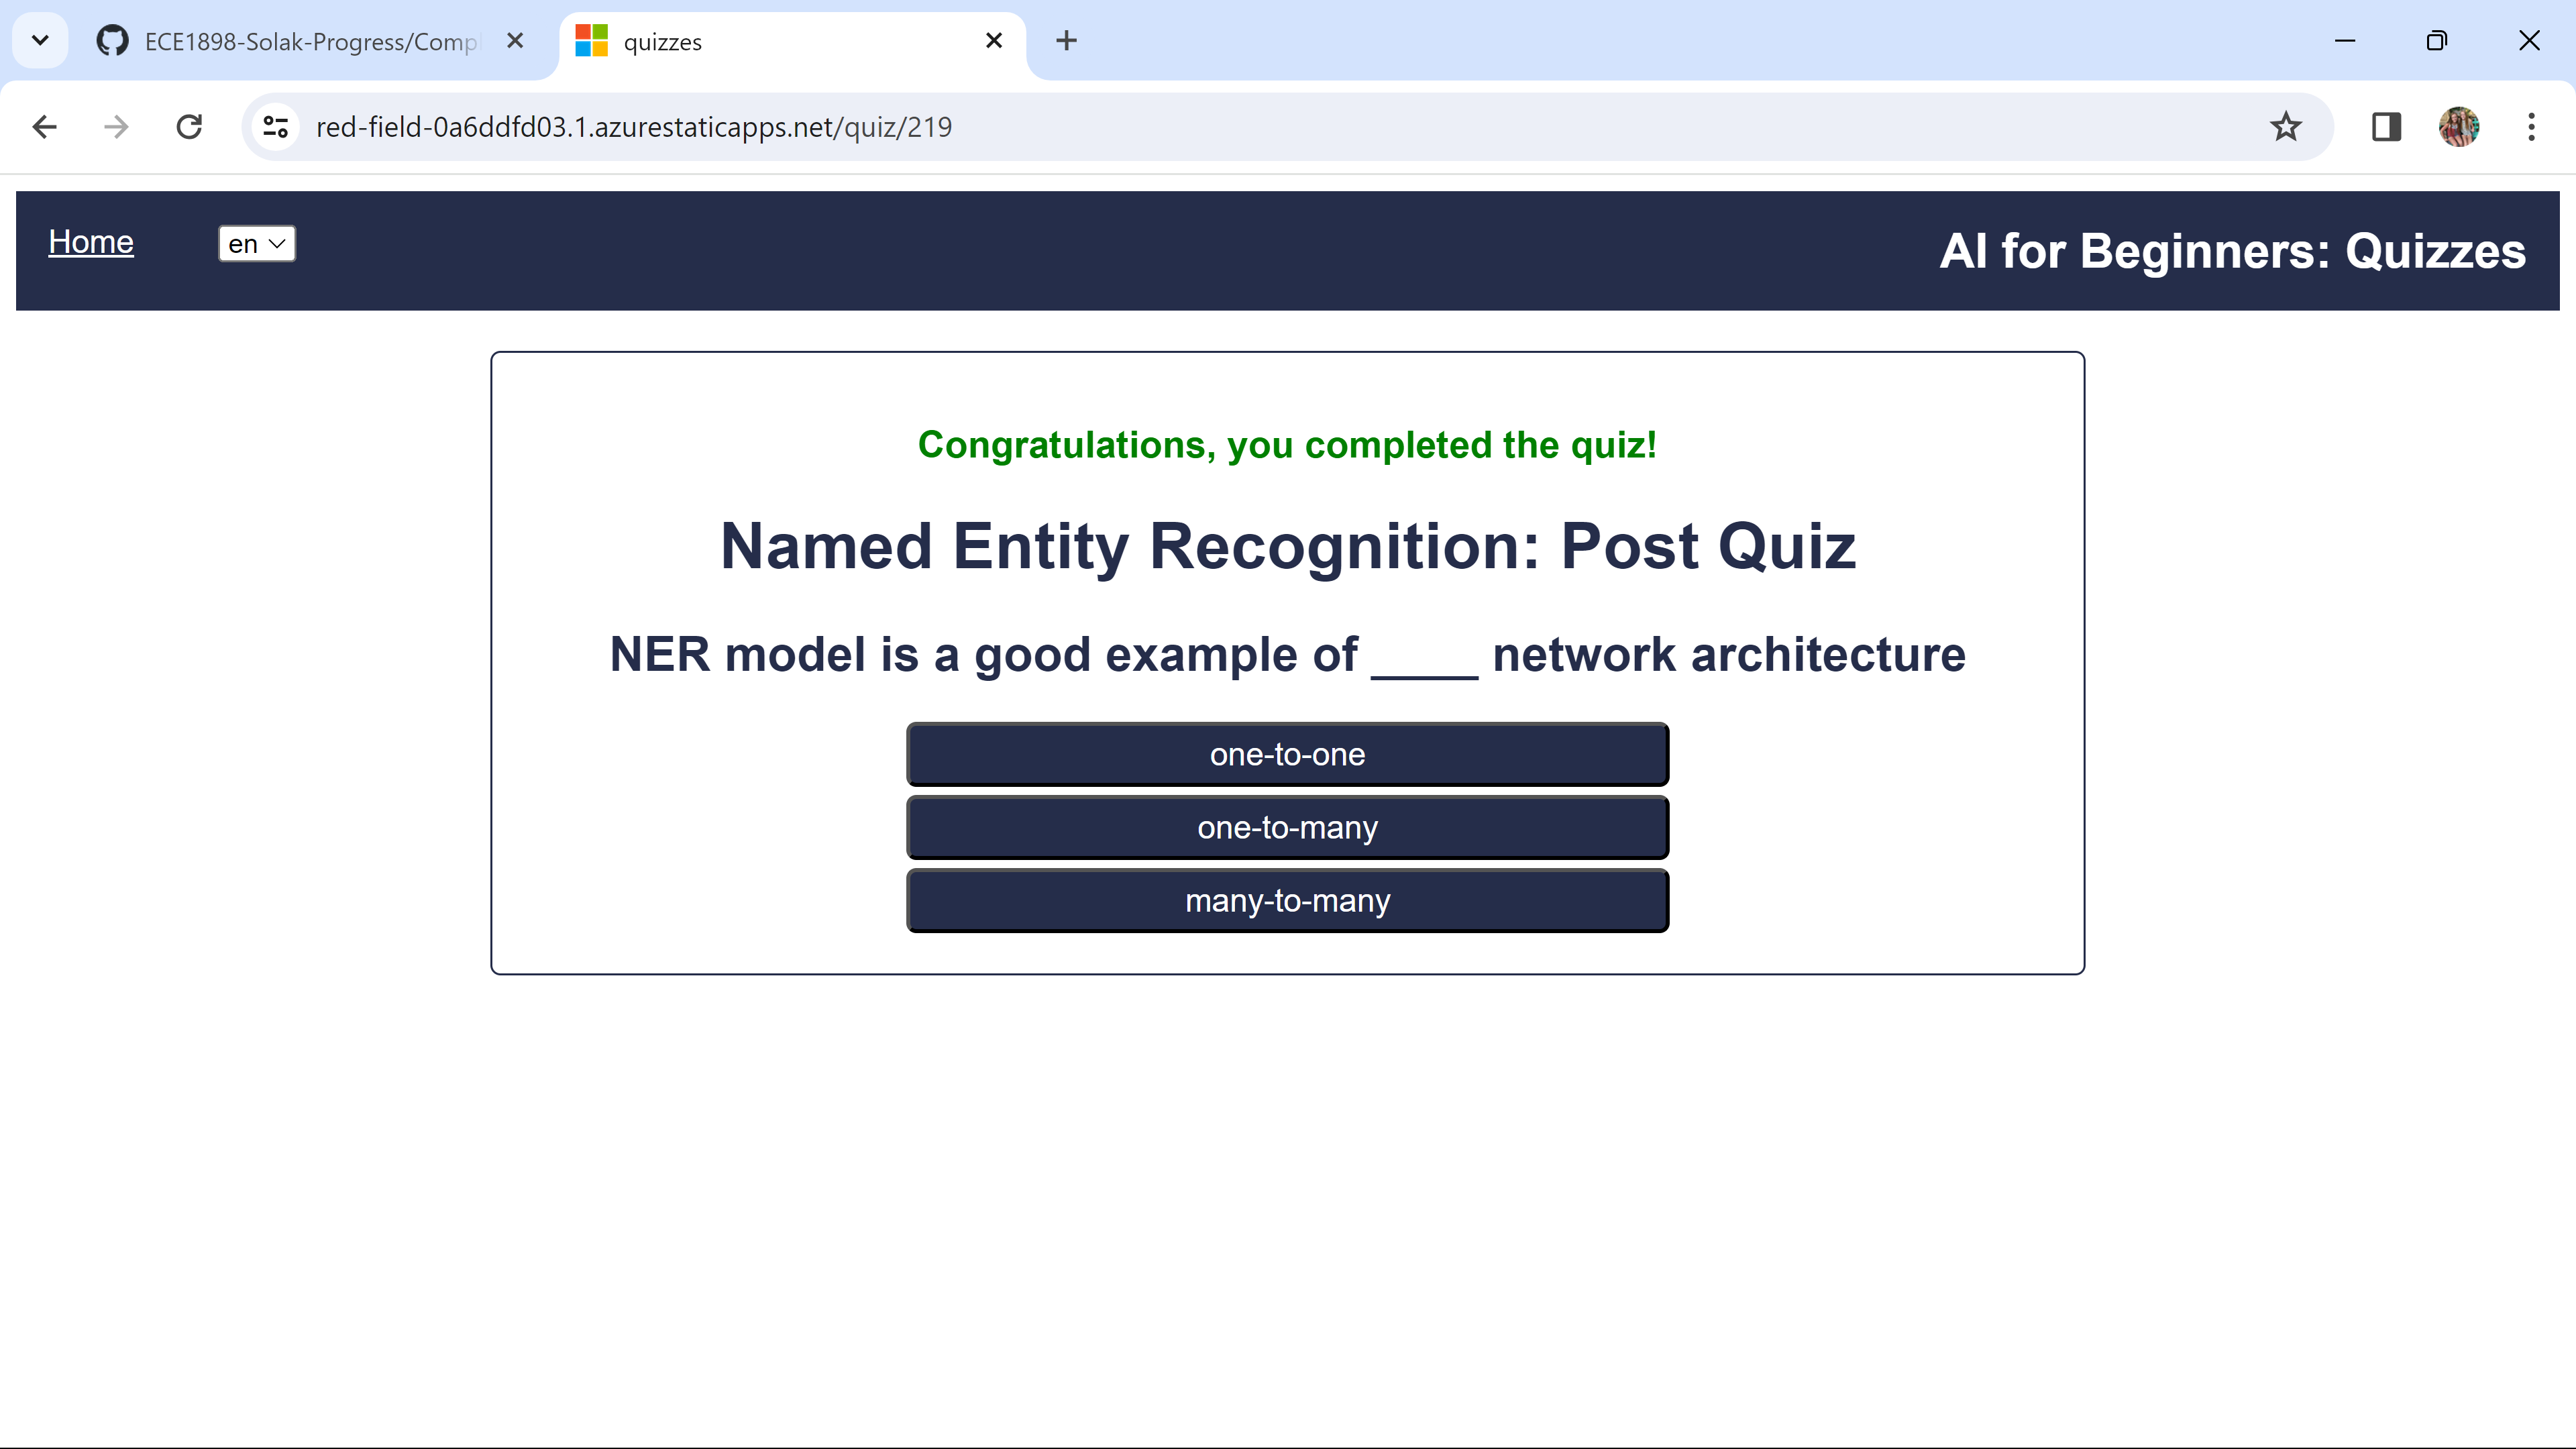 ECE1898-Solak-Progress/Comp
quizzes
red-field-0a6ddfd03.1.azurestaticapps.net/quiz/219
Home
en
AI for Beginners: Quizzes
Congratulations, you completed the quiz!
Named Entity Recognition: Post Quiz
NER model is a good example of ____ network architecture
one-to-one
one-to-many
many-to-many